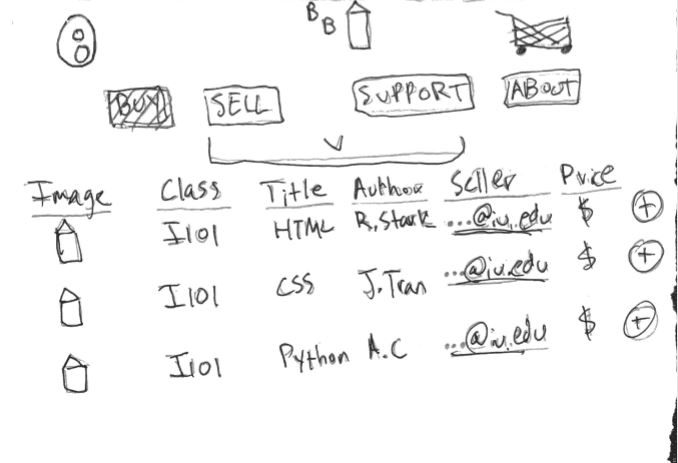 BB
BUY SELL SUPPORT ABOUT
Image Class Title Author Seller Price
I101 HTML R.Stark ...@iu.edu $ +
I101 CSS J.Tran ...@iu.edu $ +
I101 Python A.C ...@iu.edu $ +